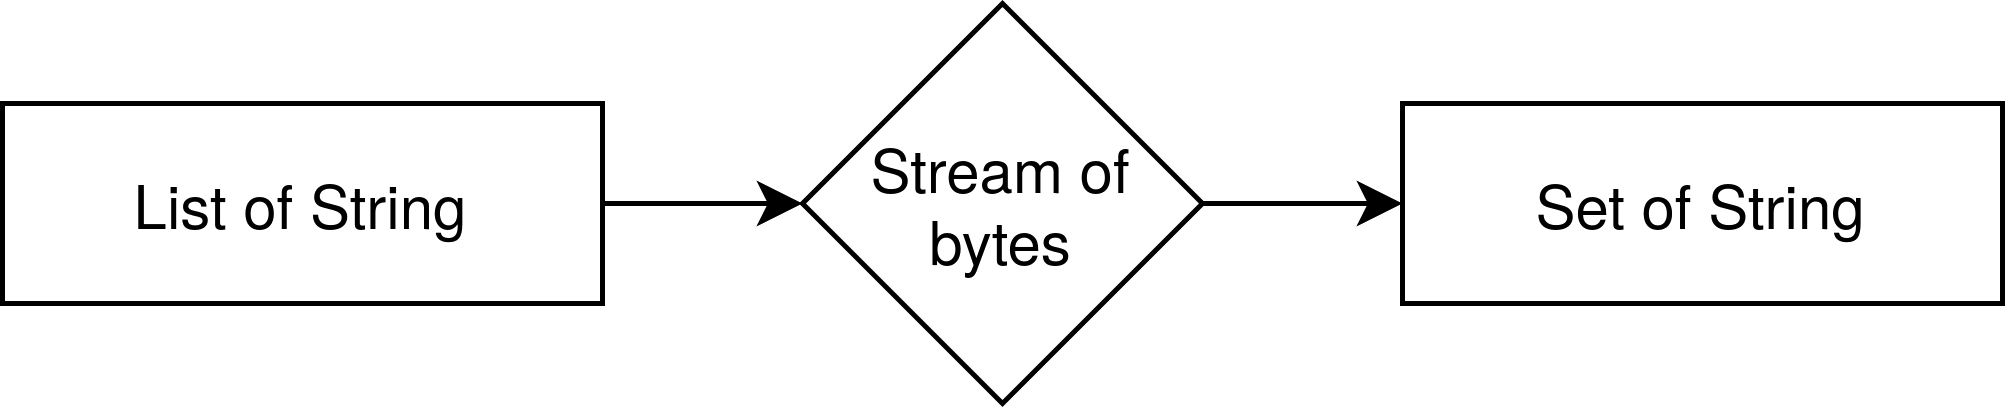 List of String
Stream of
bytes
Set of String